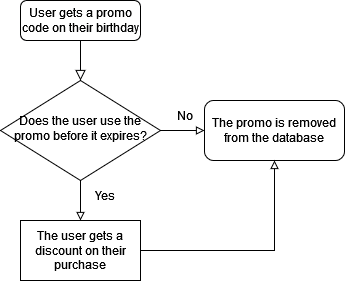 User gets a promo
code on their birthday
Does the user use the
promo before it expires?
No
The promo is removed
from the database
Yes
The user gets a
discount on their
purchase